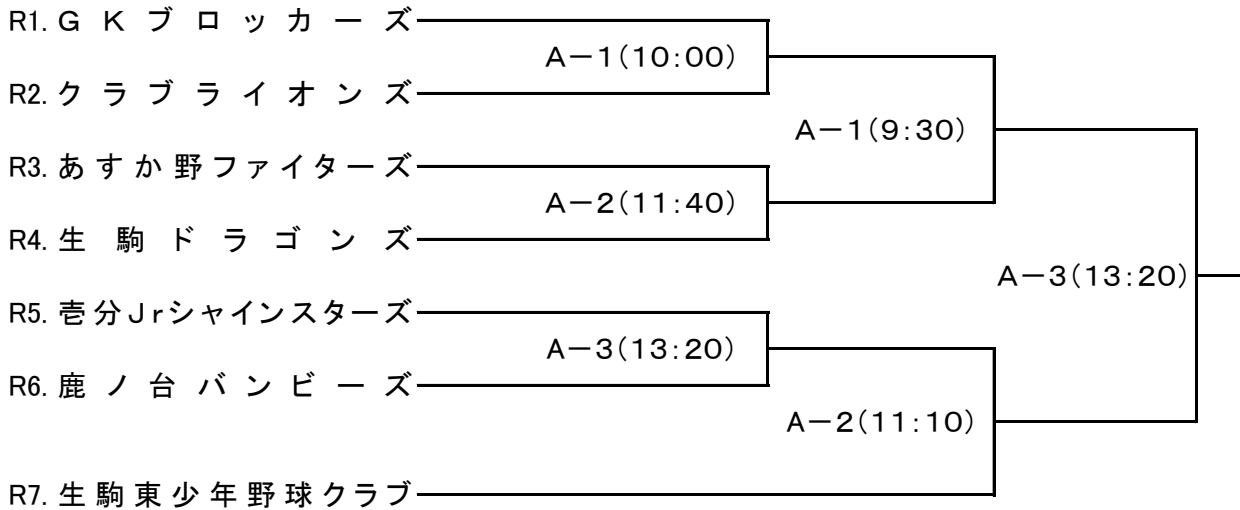 R1. GKブロッカーズ
A－1(10:00)
R2. クラブライオンズ
A－1(9:30)
R3. あすか野ファイターズ
A－2(11:40)
R4. 生駒ドラゴンズ
A－3(13:20)
R5. 壱分Jrシャインスターズ
A－3(13:20)
R6. 鹿ノ台バンビーズ
A－2(11:10)
R7. 生駒東少年野球クラブ